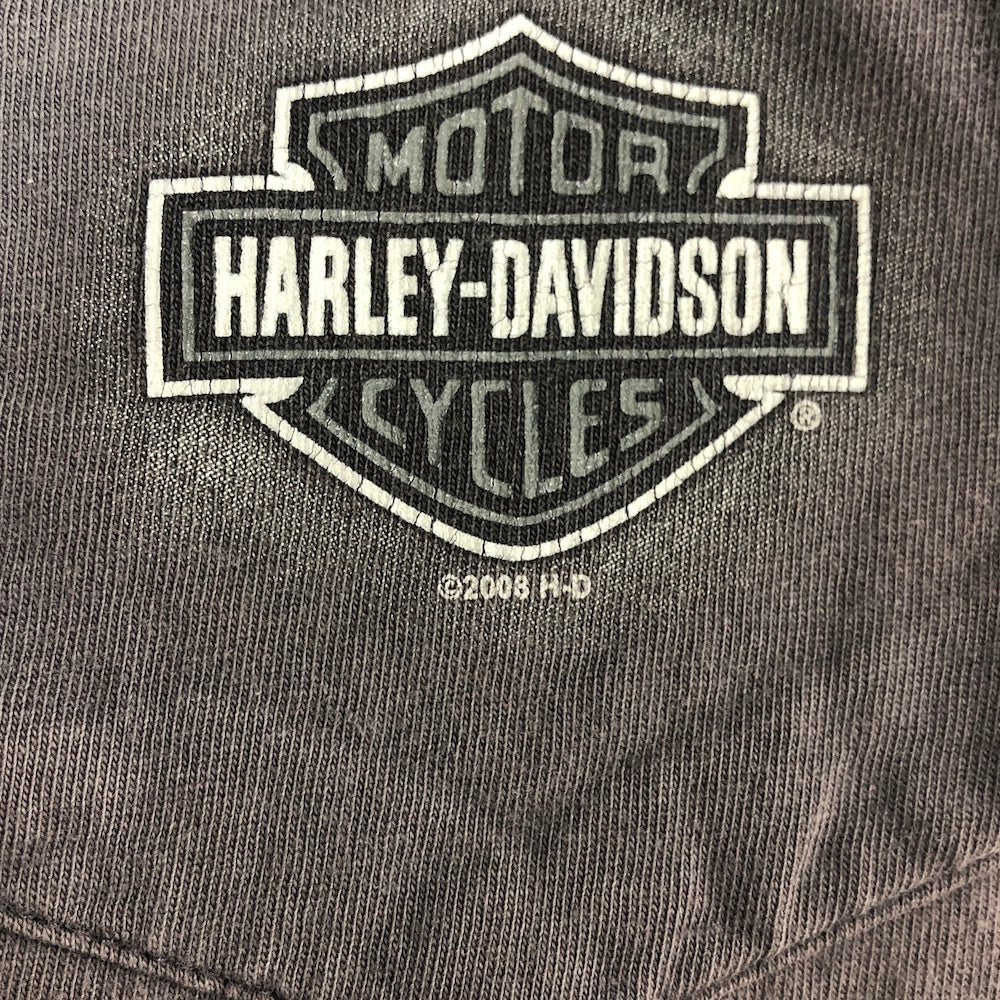 MOTOR
HARLEY-DAVIDSON
CYCLES
®
©2008 H-D